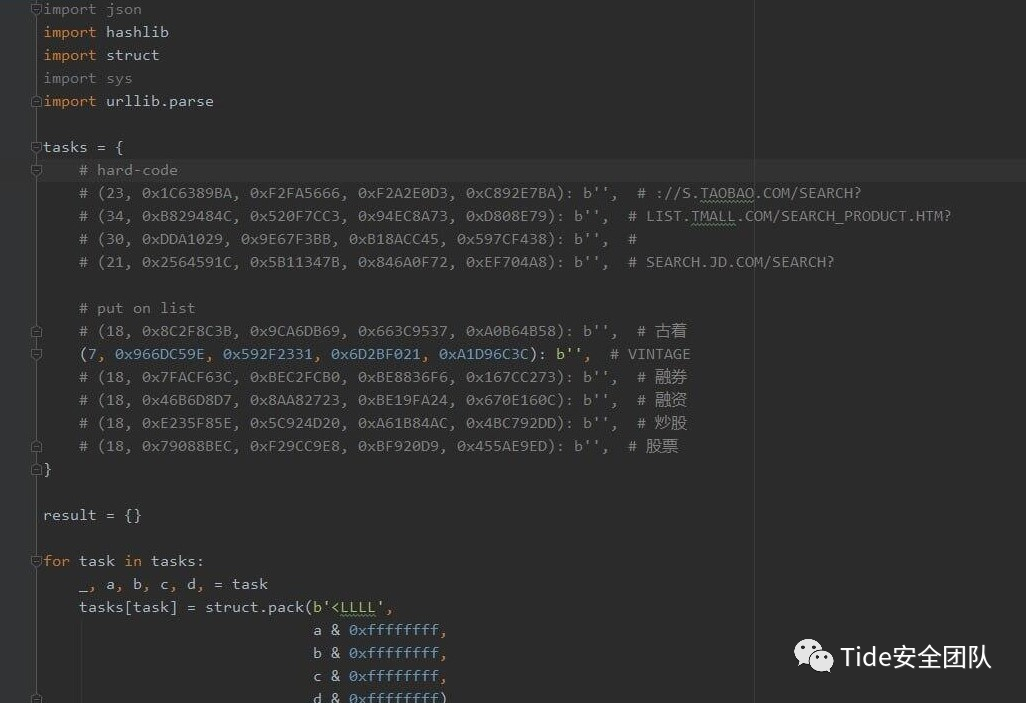 import json
import hashlib
import struct
import sys
import urllib.parse
tasks = {
# hard-code
# (23, 0x1C6389BA, 0xF2FA5666, 0xF2A2E0D3, 0xC892E7BA): b'', # ://S.TAOBAO.COM/SEARCH?
# (34, 0xB829484C, 0x520F7CC3, 0x94EC8A73, 0xD808E79): b'', # LIST.TMALL.COM/SEARCH_PRODUCT.HTM?
# (30, 0xDDA1029, 0x9E67F3BB, 0xB18ACC45, 0x597CF438): b'', #
# (21, 0x2564591C, 0x5B11347B, 0x846A0F72, 0xEF704A8): b'', # SEARCH.JD.COM/SEARCH?
# put on list
# (18, 0x8C2F8C3B, 0x9CA6DB69, 0x663C9537, 0xA0B64B58): b'', # 古着
(7, 0x966DC59E, 0x592F2331, 0x6D2BF021, 0xA1D96C3C): b'', # VINTAGE
# (18, 0x7FACF63C, 0xBEC2FCB0, 0xBE8836F6, 0x167CC273): b'', # 融券
# (18, 0x46B6D8D7, 0x8AA82723, 0xBE19FA24, 0x670E160C): b'', # 融资
# (18, 0xE235F85E, 0x5C924D20, 0xA61B84AC, 0x4BC792DD): b'', # 炒股
# (18, 0x79088BEC, 0xF29CC9E8, 0xBF920D9, 0x455AE9ED): b'', # 股票
}
result = {}
for task in tasks:
_, a, b, c, d, = task
tasks[task] = struct.pack(b'<LLLL',
a & 0xffffffff,
b & 0xffffffff,
c & 0xffffffff,
d & 0xffffffff)
Tide安全团队